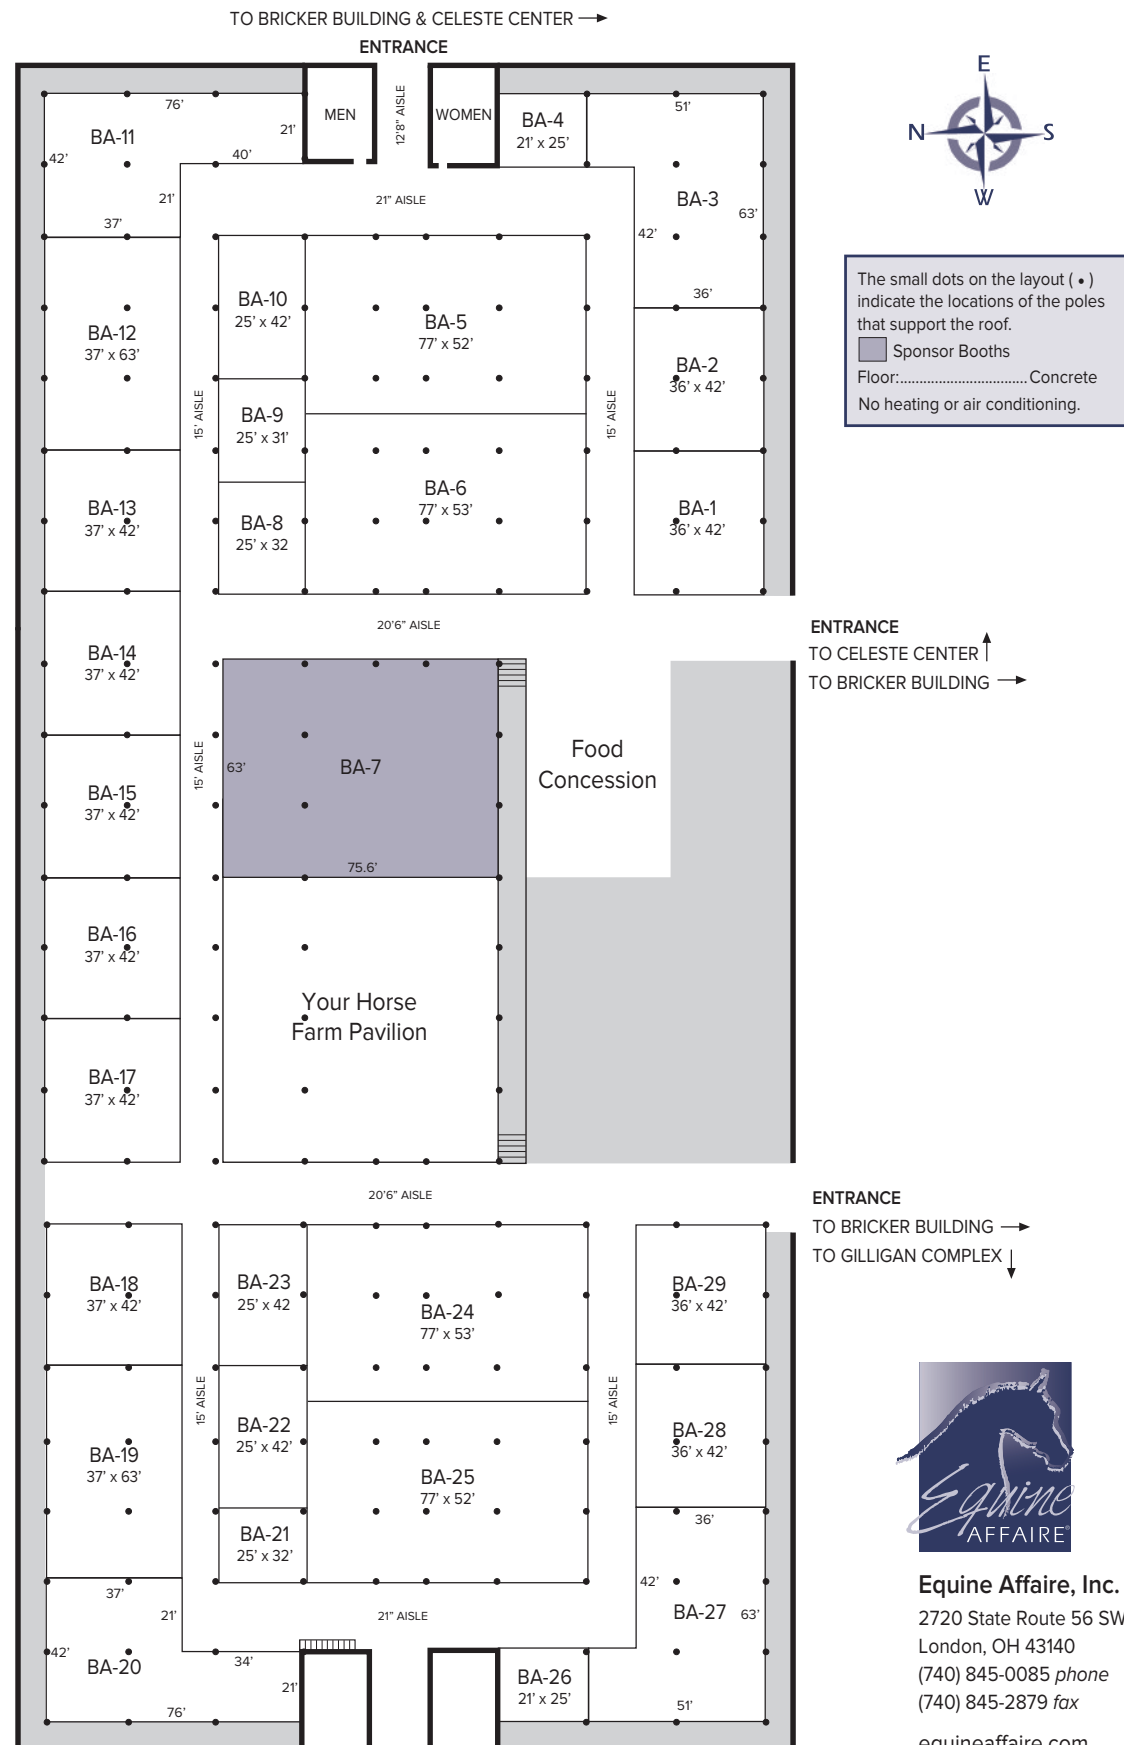 TO BRICKER BUILDING & CELESTE CENTER
ENTRANCE
MEN
12'8" AISLE
WOMEN
BA-4
21' x 25'
76'
BA-11
21'
42'
40'
21'
37'
21" AISLE
51'
BA-3
63'
42'
36'
E
N
S
W
The small dots on the layout ( • )
indicate the locations of the poles
that support the roof.
Sponsor Booths
Floor:................................Concrete
No heating or air conditioning.
BA-12
37' x 63'
BA-10
25' x 42'
BA-5
77' x 52'
BA-2
36' x 42'
15' AISLE
BA-9
25' x 31'
15' AISLE
BA-13
37' x 42'
BA-8
25' x 32
BA-6
77' x 53'
BA-1
36' x 42'
20'6" AISLE
ENTRANCE
TO CELESTE CENTER
TO BRICKER BUILDING
BA-14
37' x 42'
15' AISLE
63'
BA-7
75.6'
Food
Concession
BA-15
37' x 42'
BA-16
37' x 42'
Your Horse
Farm Pavilion
BA-17
37' x 42'
20'6" AISLE
ENTRANCE
TO BRICKER BUILDING
TO GILLIGAN COMPLEX
BA-18
37' x 42'
BA-23
25' x 42
BA-24
77' x 53'
BA-29
36' x 42'
15' AISLE
BA-22
25' x 42'
15' AISLE
BA-28
36' x 42'
BA-19
37' x 63'
BA-25
77' x 52'
BA-21
25' x 32'
36'
37'
21'
42'
BA-20
34'
21'
76'
21" AISLE
42'
BA-27
63'
BA-26
21' x 25'
51'
Equine
AFFAIRE®
Equine Affaire, Inc.
2720 State Route 56 SW
London, OH 43140
(740) 845-0085 phone
(740) 845-2879 fax
equineaffaire.com